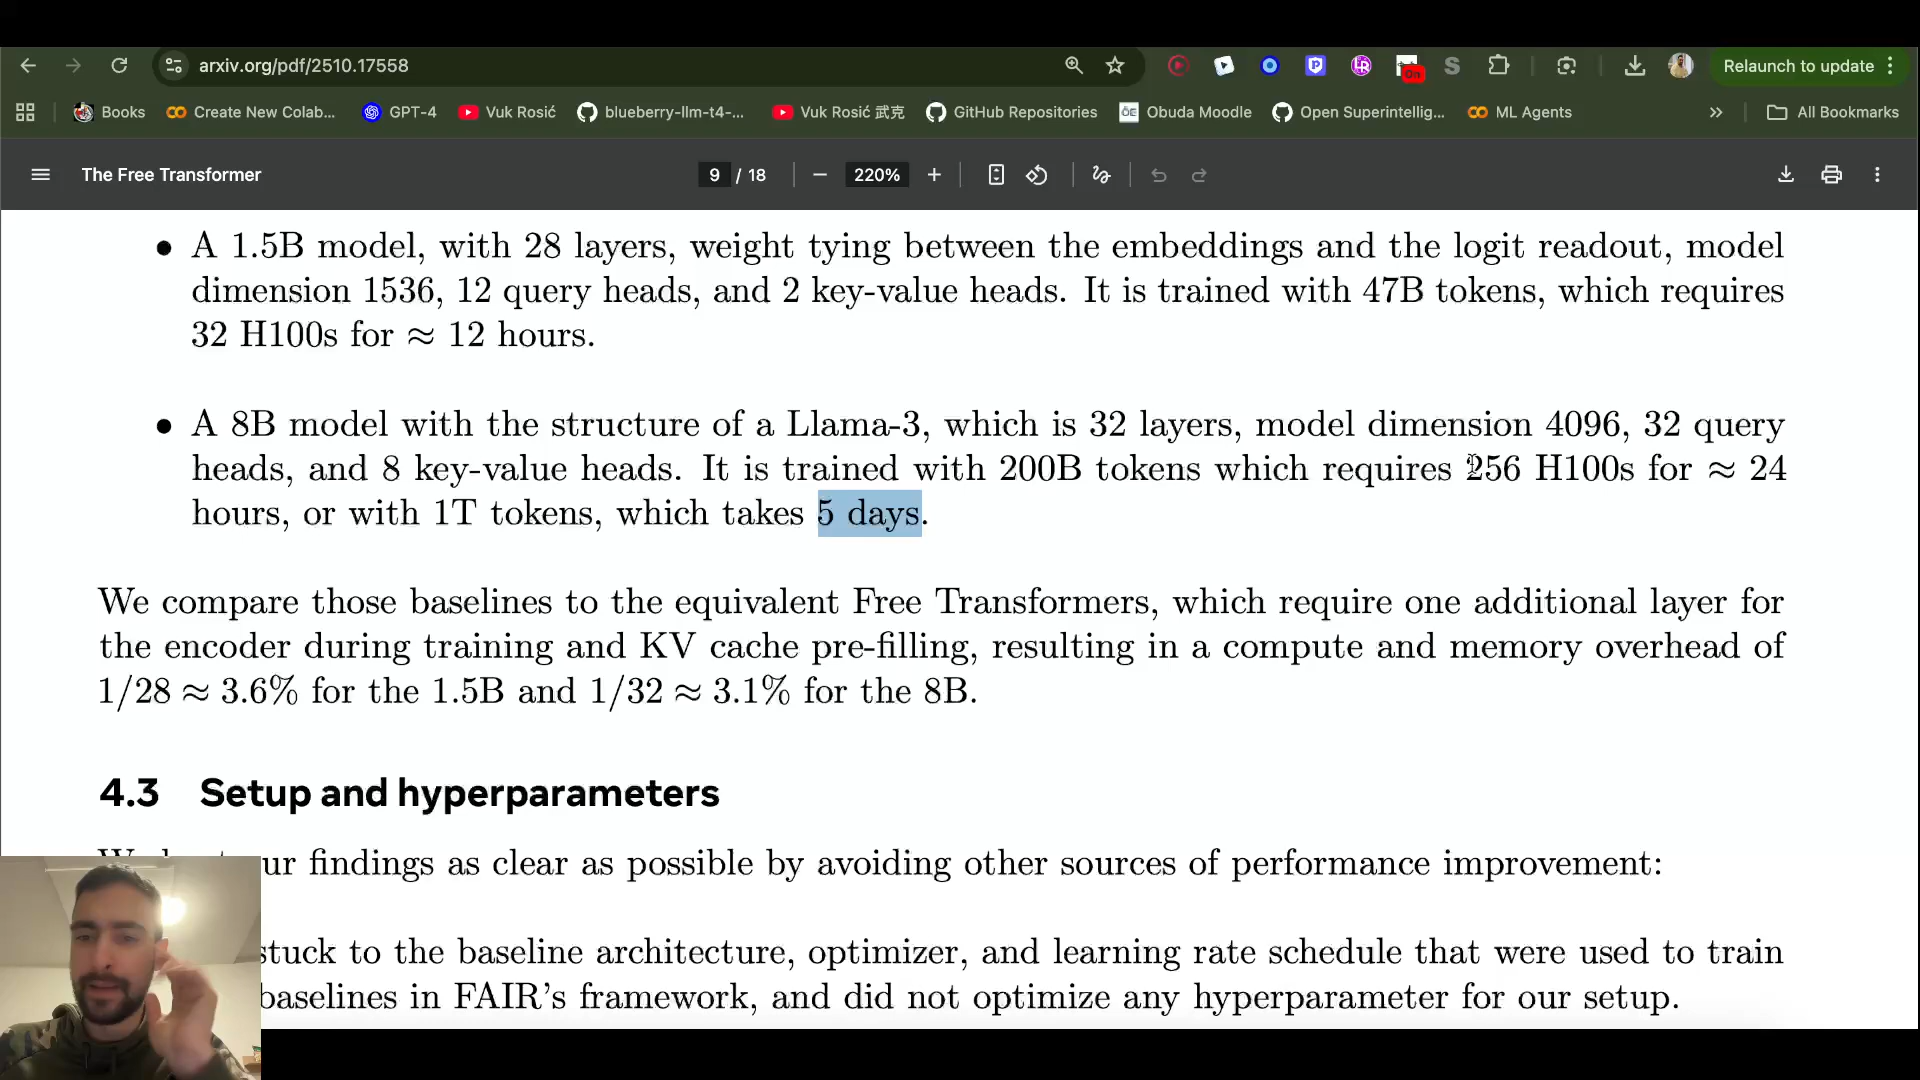 arxiv.org/pdf/2510.17558
On
S
Relaunch to update
Books
Create New Colab...
GPT-4
Vuk Rosić
blueberry-llm-t4-...
Vuk Rosić 武克
GitHub Repositories
ŌE
Obuda Moodle
Open Superintellig...
ML Agents
All Bookmarks
The Free Transformer
9 / 18
220%
• A 1.5B model, with 28 layers, weight tying between the embeddings and the logit readout, model
dimension 1536, 12 query heads, and 2 key-value heads. It is trained with 47B tokens, which requires
32 H100s for ≈ 12 hours.
• A 8B model with the structure of a Llama-3, which is 32 layers, model dimension 4096, 32 query
heads, and 8 key-value heads. It is trained with 200B tokens which requires 256 H100s for ≈ 24
hours, or with 1T tokens, which takes 5 days.
We compare those baselines to the equivalent Free Transformers, which require one additional layer for
the encoder during training and KV cache pre-filling, resulting in a compute and memory overhead of
1/28 ≈ 3.6% for the 1.5B and 1/32 ≈ 3.1% for the 8B.
4.3 Setup and hyperparameters
ur findings as clear as possible by avoiding other sources of performance improvement:
stuck to the baseline architecture, optimizer, and learning rate schedule that were used to train
baselines in FAIR's framework, and did not optimize any hyperparameter for our setup.